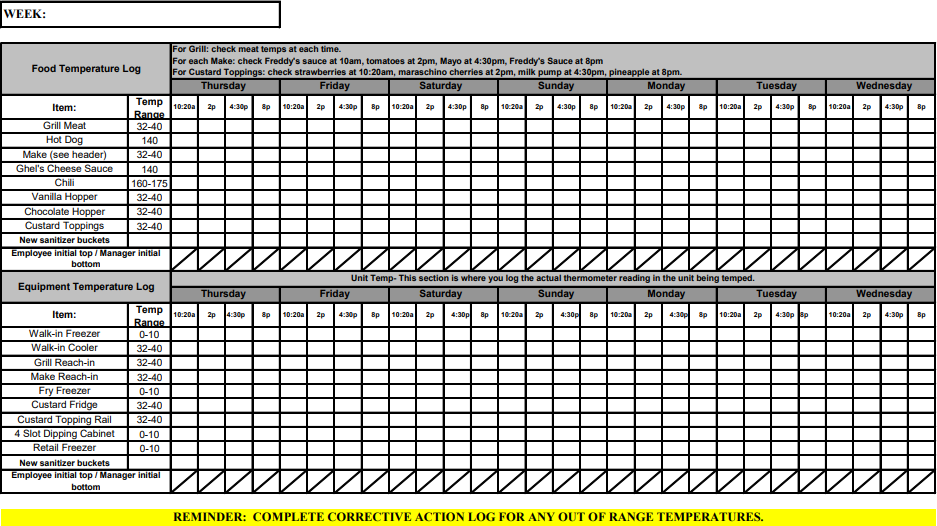 WEEK:
Food Temperature Log
For Grill: check meat temps at each time.
For each Make: check Freddy's sauce at 10am, tomatoes at 2pm, Mayo at 4:30pm, Freddy's Sauce at 8pm
For Custard Toppings: check strawberries at 10:20am, maraschino cherries at 2pm, milk pump at 4:30pm, pineapple at 8pm.
Thursday Friday Saturday Sunday Monday Tuesday Wednesday
Item: Temp Range 10:20a 2p 4:30p 8p 10:20a 2p 4:30p 8p 10:20a 2p 4:30p 8p 10:20a 2p 4:30p 8p 10:20a 2p 4:30p 8p 10:20a 2p 4:30p 8p 10:20a 2p 4:30p 8p
Grill Meat 32-40
Hot Dog 140
Make (see header) 32-40
Ghel's Cheese Sauce 140
Chili 160-175
Vanilla Hopper 32-40
Chocolate Hopper 32-40
Custard Toppings 32-40
New sanitizer buckets
Employee initial top / Manager initial
bottom
Equipment Temperature Log
Unit Temp- This section is where you log the actual thermometer reading in the unit being temped.
Thursday Friday Saturday Sunday Monday Tuesday Wednesday
Item: Temp Range 10:20a 2p 4:30p 8p 10:20a 2p 4:30p 8p 10:20a 2p 4:30p 8p 10:20a 2p 4:30p 8p 10:20a 2p 4:30p 8p 10:20a 2p 4:30p 8p 10:20a 2p 4:30p 8p
Walk-in Freezer 0-10
Walk-in Cooler 32-40
Grill Reach-in 32-40
Make Reach-in 32-40
Fry Freezer 0-10
Custard Fridge 32-40
Custard Topping Rail 32-40
4 Slot Dipping Cabinet 0-10
Retail Freezer 0-10
New sanitizer buckets
Employee initial top / Manager initial
bottom
REMINDER: COMPLETE CORRECTIVE ACTION LOG FOR ANY OUT OF RANGE TEMPERATURES.